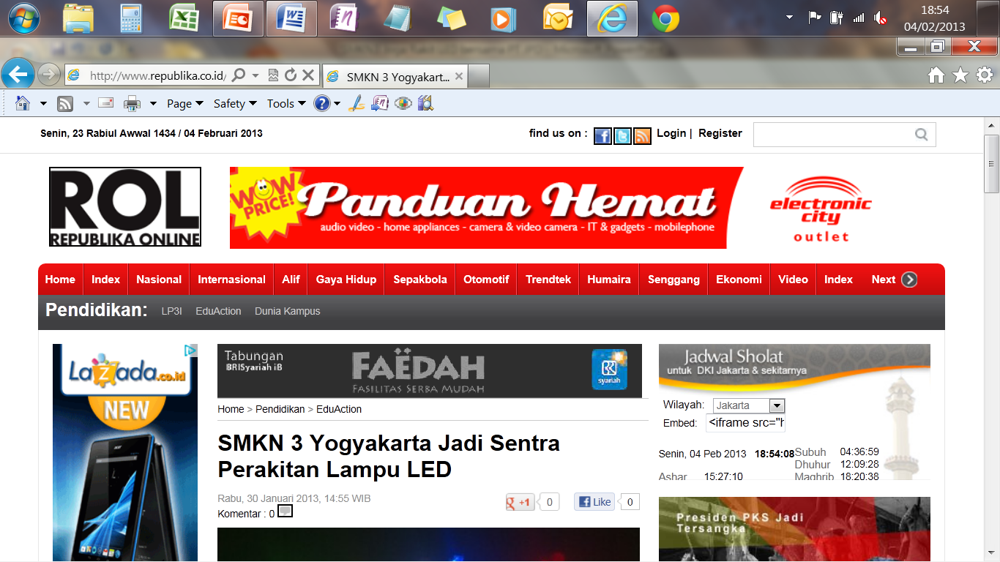 18:54
04/02/2013
http://www.republika.co.id/
SMKN 3 Yogyakart...
Page
Safety
Tools
Senin, 23 Rabiul Awwal 1434 / 04 Februari 2013
find us on :
Login | Register
ROL
REPUBLIKA ONLINE
WOW
PRICE!
Panduan Hemat
audio video - home appliances - camera & video camera - IT & gadgets - mobilephone
electronic
city
outlet
Home Index Nasional Internasional Alif Gaya Hidup Sepakbola Otomotif Trendtek Humaira Senggang Ekonomi Video Index Next
Pendidikan: LP3I EduAction Dunia Kampus
LaZada.co.id
NEW
Tabungan
BRISyariah iB
FAËDAH
FASILITAS SERBA MUDAH
BRI
syariah
Home > Pendidikan > EduAction
SMKN 3 Yogyakarta Jadi Sentra
Perakitan Lampu LED
Rabu, 30 Januari 2013, 14:55 WIB
Komentar : 0
g +1 0
Like 0
Jadwal Sholat
untuk DKI Jakarta & sekitarnya
Wilayah: Jakarta
Embed: <iframe src="h
Senin, 04 Peb 2013 18:54:08 Subuh 04:36:59
Dhuhur 12:09:28
Ashar 15:27:10 Maghrib 18:20:38
Presiden PKS Jadi
Tersangka